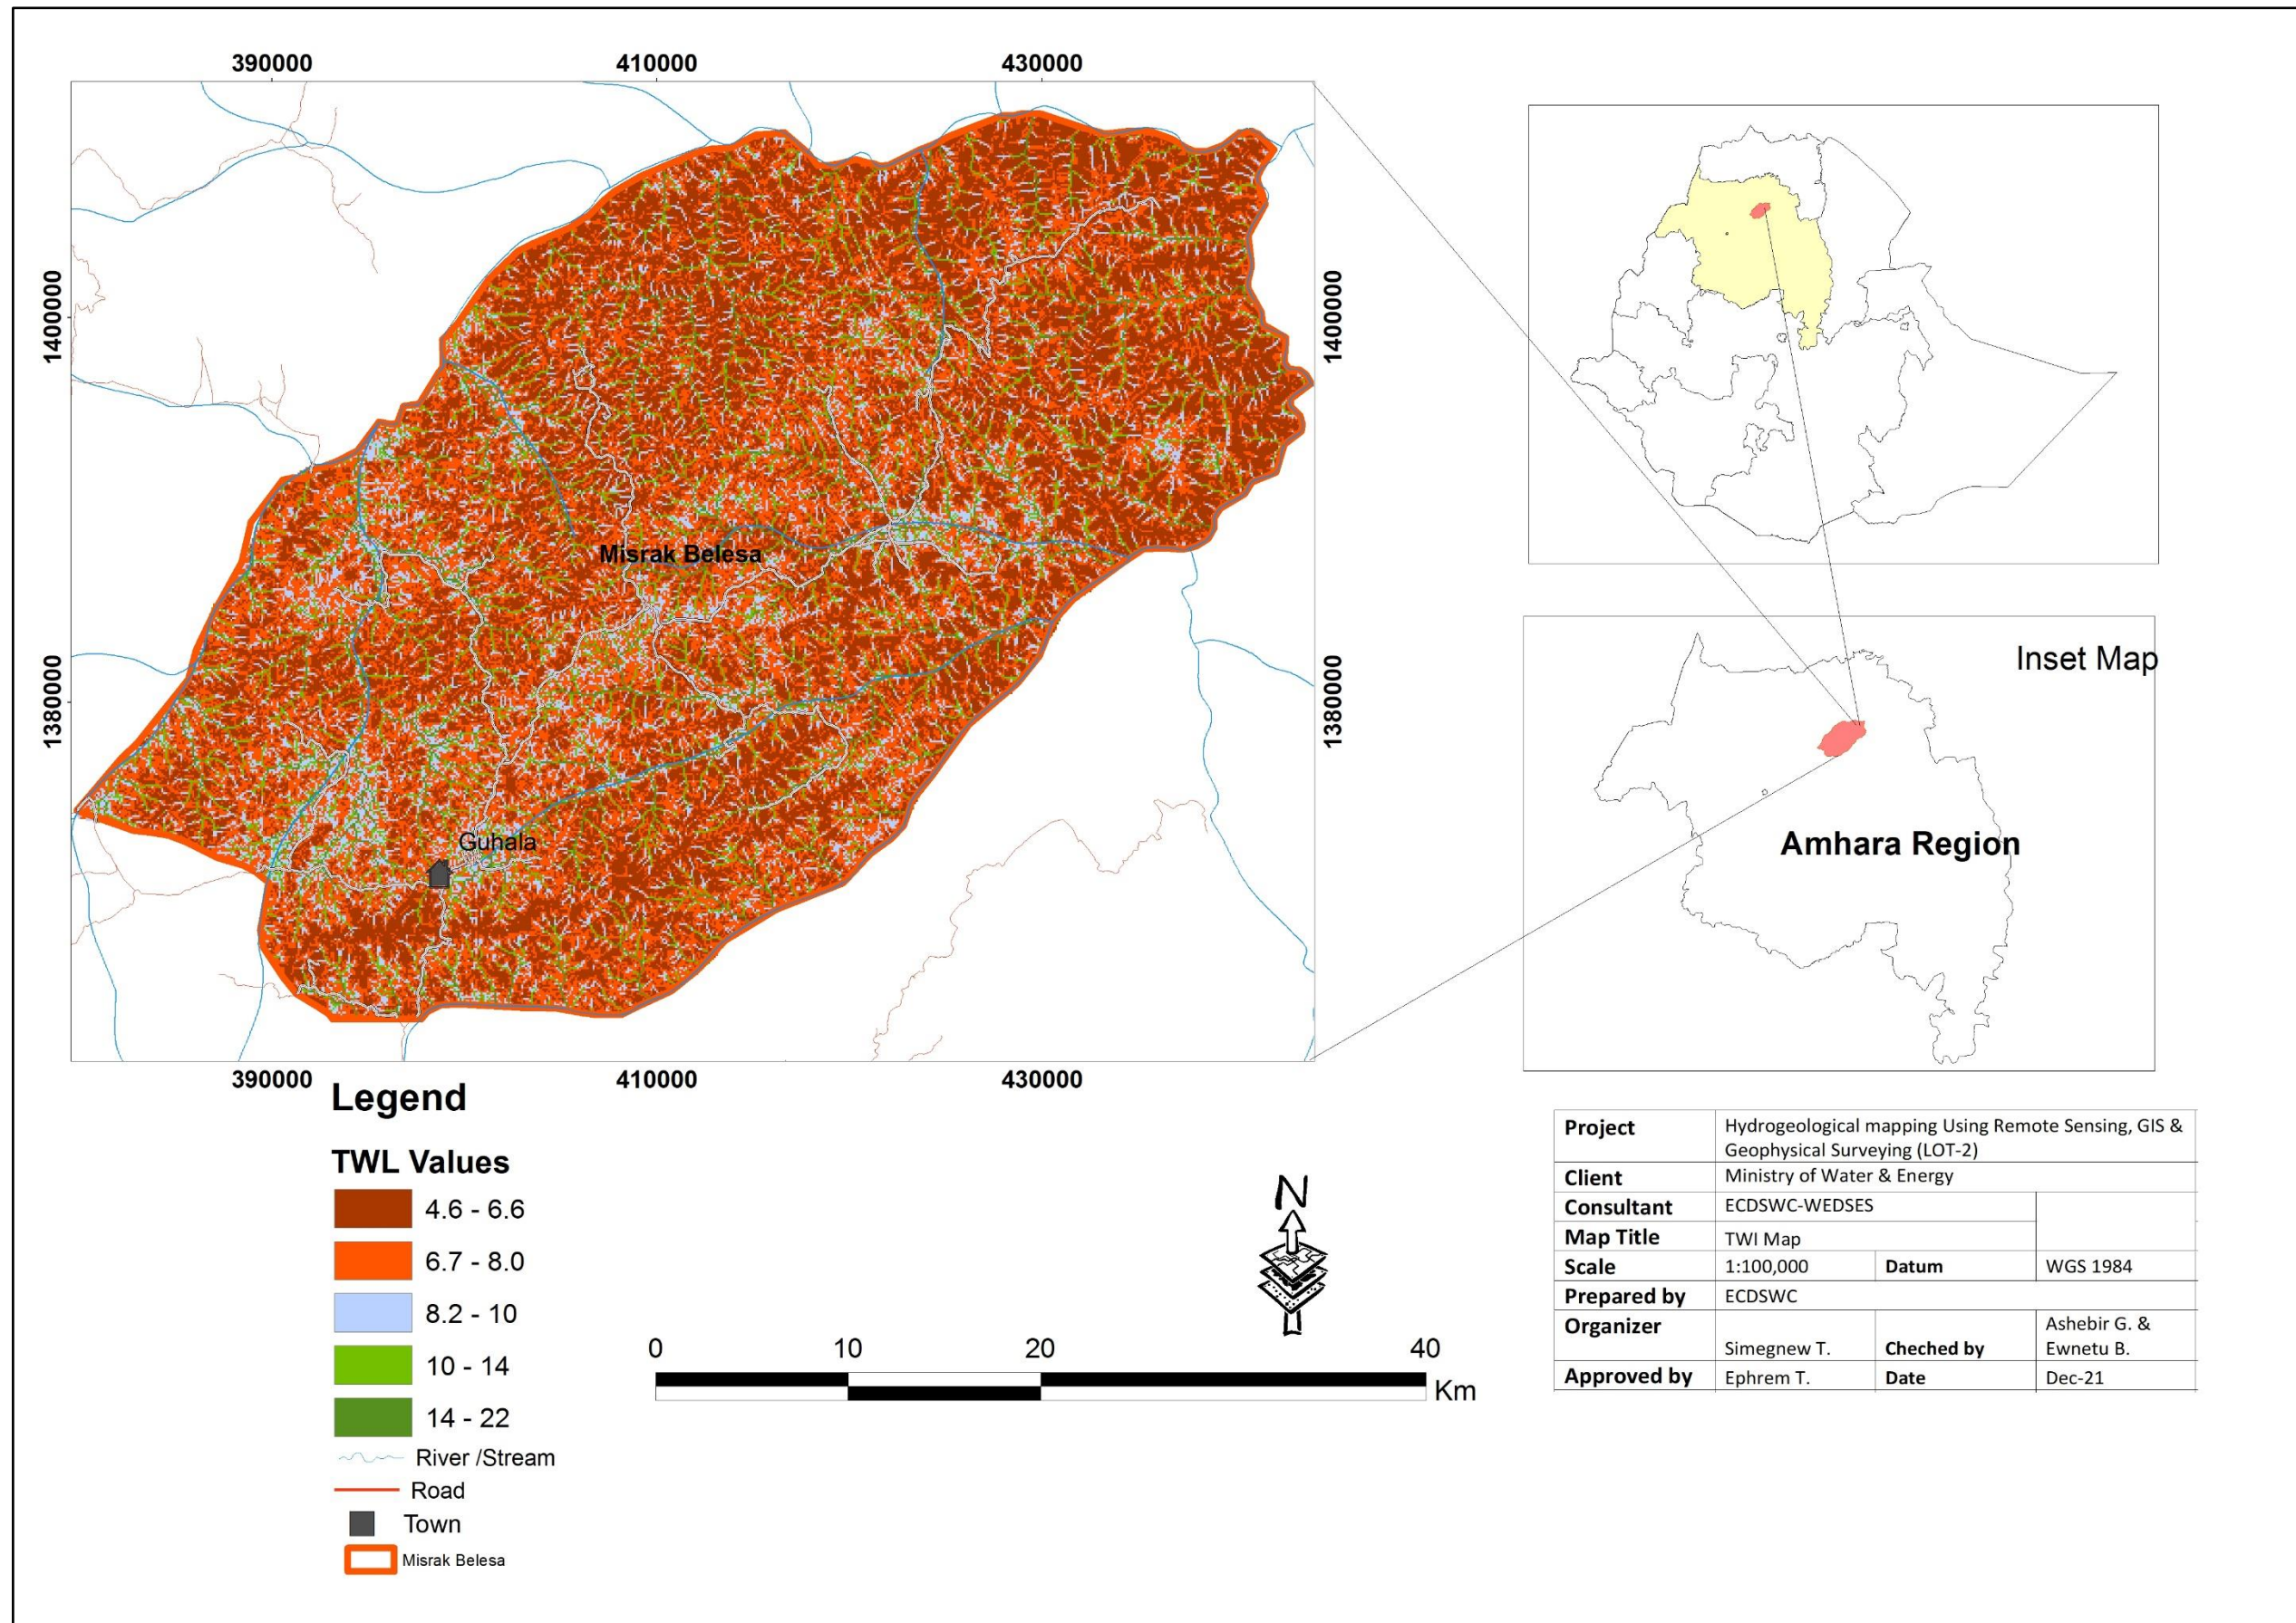 390000 410000 430000
1400000
1400000
1380000
1380000
Misrak Belesa
Guhala
390000 410000 430000
Inset Map
Amhara Region
Legend
TWL Values
4.6 - 6.6
6.7 - 8.0
8.2 - 10
10 - 14
14 - 22
River /Stream
Road
Town
Misrak Belesa
N
0 10 20 40
Km
Project Hydrogeological mapping Using Remote Sensing, GIS &
Geophysical Surveying (LOT-2)
Client Ministry of Water & Energy
Consultant ECDSWC-WEDSES
Map Title TWI Map
Scale 1:100,000 Datum WGS 1984
Prepared by ECDSWC
Organizer Simegnew T. Cheched by Ashebir G. &
Ewnetu B.
Approved by Ephrem T. Date Dec-21